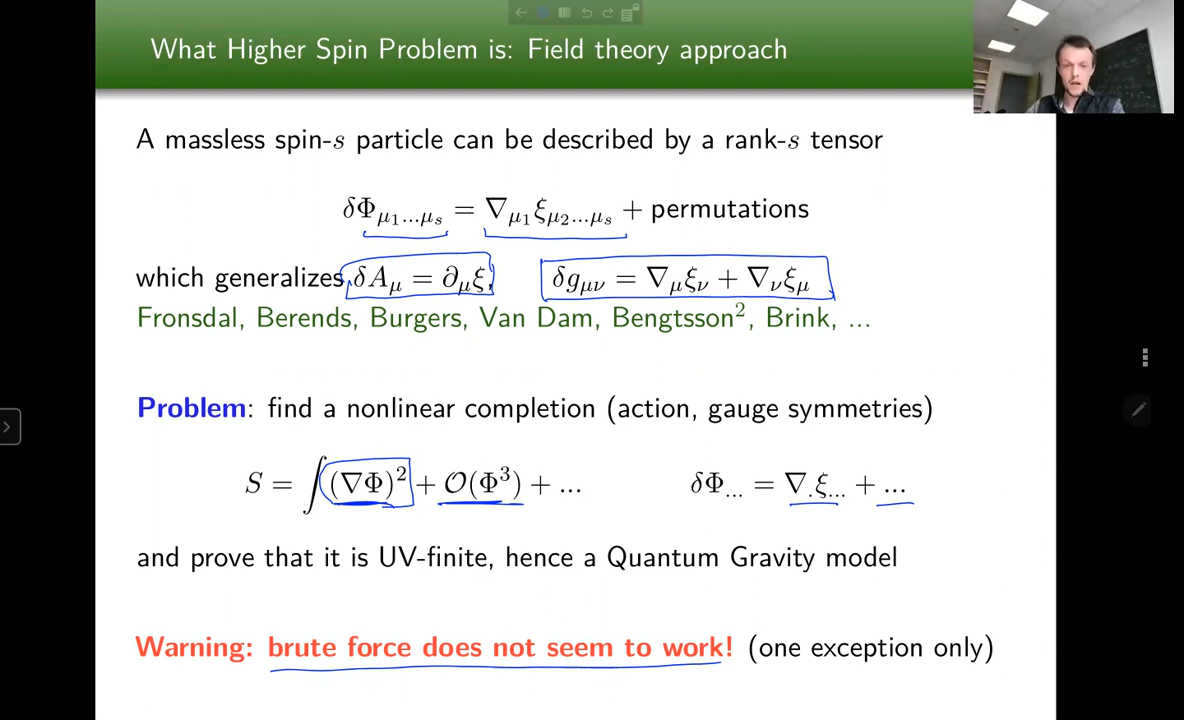 What Higher Spin Problem is: Field theory approach
A massless spin-s particle can be described by a rank-s tensor
δΦ_{μ₁…μₛ} = ∇_{μ₁}ξ_{μ₂…μₛ} + permutations
which generalizes δA_μ = ∂_μξ, δg_{μν} = ∇_μξ_ν + ∇_νξ_μ
Fronsdal, Berends, Burgers, Van Dam, Bengtsson², Brink, ...
Problem: find a nonlinear completion (action, gauge symmetries)
S = ∫(∇Φ)² + 𝒪(Φ³) + ... δΦ_{...} = ∇_.ξ_{...} + ...
and prove that it is UV-finite, hence a Quantum Gravity model
Warning: brute force does not seem to work! (one exception only)